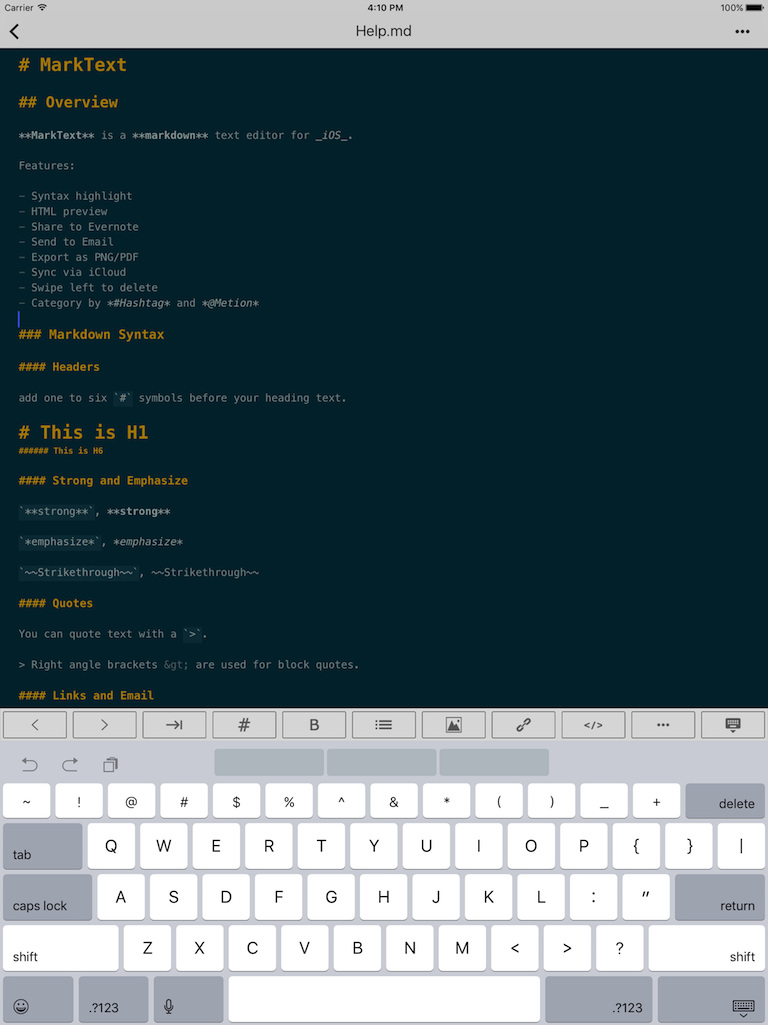 Carrier 4:10 PM 100%
Help.md
# MarkText
## Overview
**MarkText** is a **markdown** text editor for _iOS_.
Features:
- Syntax highlight
- HTML preview
- Share to Evernote
- Send to Email
- Export as PNG/PDF
- Sync via iCloud
- Swipe left to delete
- Category by *#Hashtag* and *@Metion*
### Markdown Syntax
#### Headers
add one to six `#` symbols before your heading text.
# This is H1
###### This is H6
#### Strong and Emphasize
`**strong**`, **strong**
`*emphasize*`, *emphasize*
`~~Strikethrough~~`, ~~Strikethrough~~
#### Quotes
You can quote text with a `>`.
> Right angle brackets &gt; are used for block quotes.
#### Links and Email
# B </>
~ ! @ # $ % ^ & * ( ) _ + delete
tab Q W E R T Y U I O P { } |
caps lock A S D F G H J K L : " return
shift Z X C V B N M < > ? shift
.?123 .?123